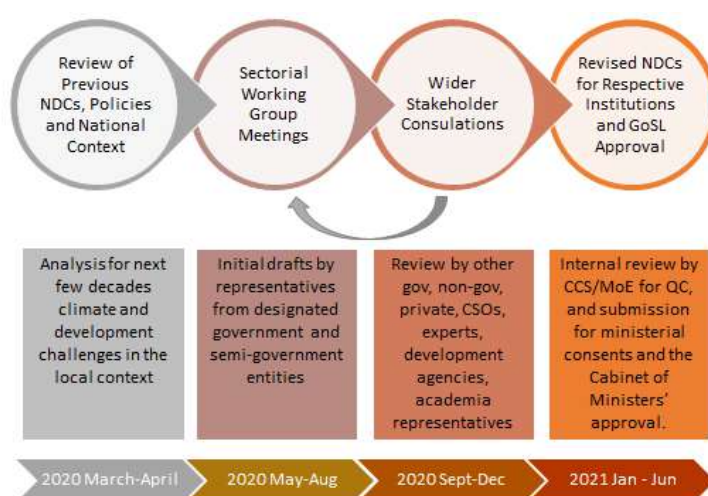 Review of
Previous
NDCs, Policies
and National
Context
Sectorial
Working
Group
Meetings
Wider
Stakeholder
Consulations
Revised NDCs
for Respective
Institutions
and GoSL
Approval
Analysis for next
few decades
climate and
development
challenges in the
local context
Initial drafts by
representatives
from designated
government and
semi-government
entities
Review by other
gov, non-gov,
private, CSOs,
experts,
development
agencies,
academia
representatives
Internal review by
CCS/MoE for QC,
and submission
for ministerial
consents and the
Cabinet of
Ministers’
approval.
2020 March-April
2020 May-Aug
2020 Sept-Dec
2021 Jan - Jun